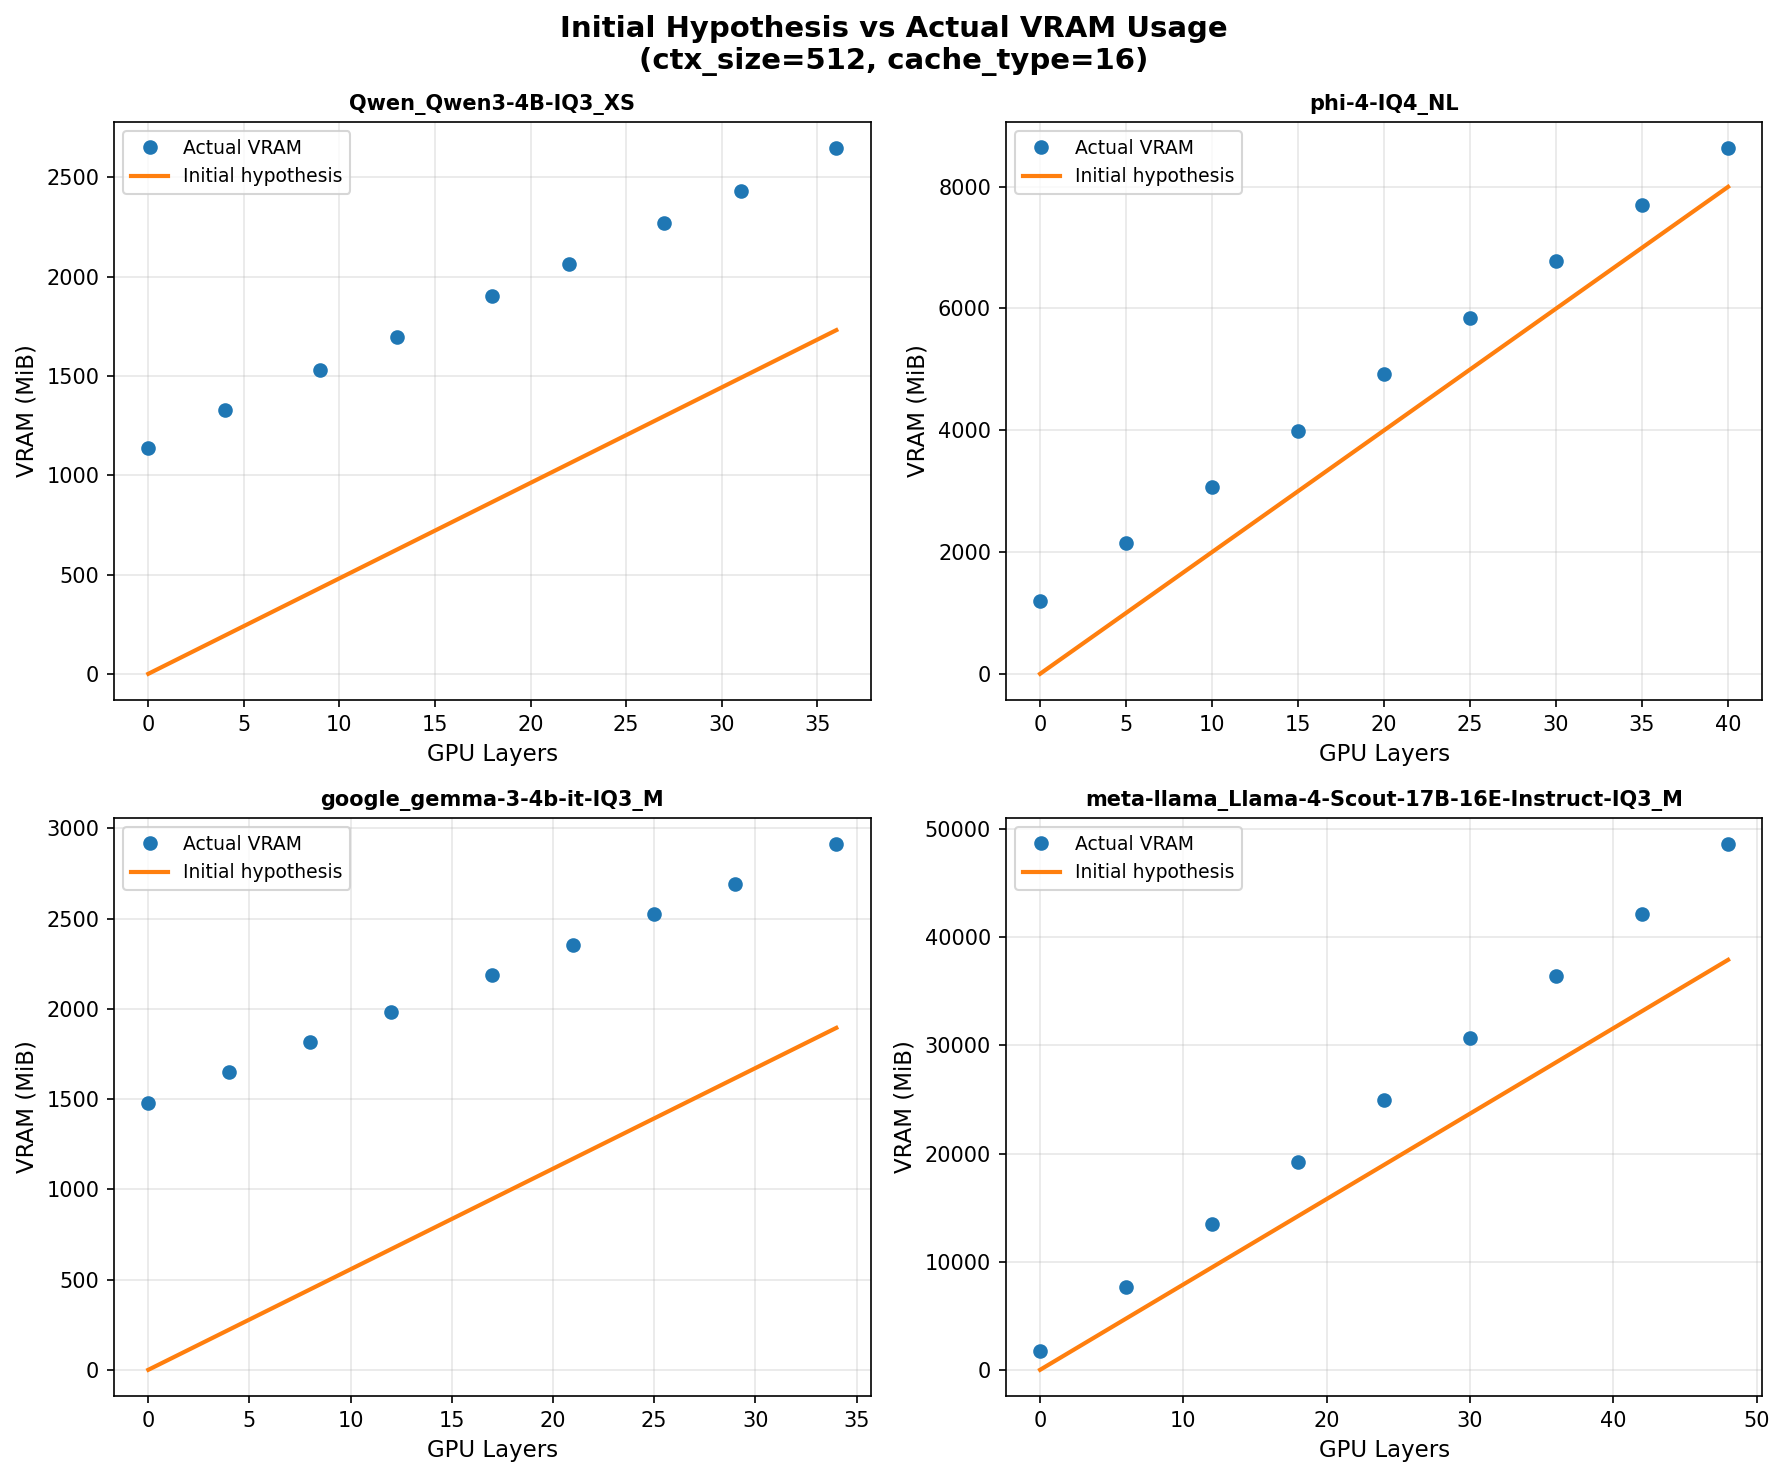 Initial Hypothesis vs Actual VRAM Usage
(ctx_size=512, cache_type=16)
Qwen_Qwen3-4B-IQ3_XS
Actual VRAM
Initial hypothesis
VRAM (MiB)
2500
2000
1500
1000
500
0
0 5 10 15 20 25 30 35
GPU Layers
phi-4-IQ4_NL
Actual VRAM
Initial hypothesis
VRAM (MiB)
8000
6000
4000
2000
0
0 5 10 15 20 25 30 35 40
GPU Layers
google_gemma-3-4b-it-IQ3_M
Actual VRAM
Initial hypothesis
VRAM (MiB)
3000
2500
2000
1500
1000
500
0
0 5 10 15 20 25 30 35
GPU Layers
meta-llama_Llama-4-Scout-17B-16E-Instruct-IQ3_M
Actual VRAM
Initial hypothesis
VRAM (MiB)
50000
40000
30000
20000
10000
0
0 10 20 30 40 50
GPU Layers